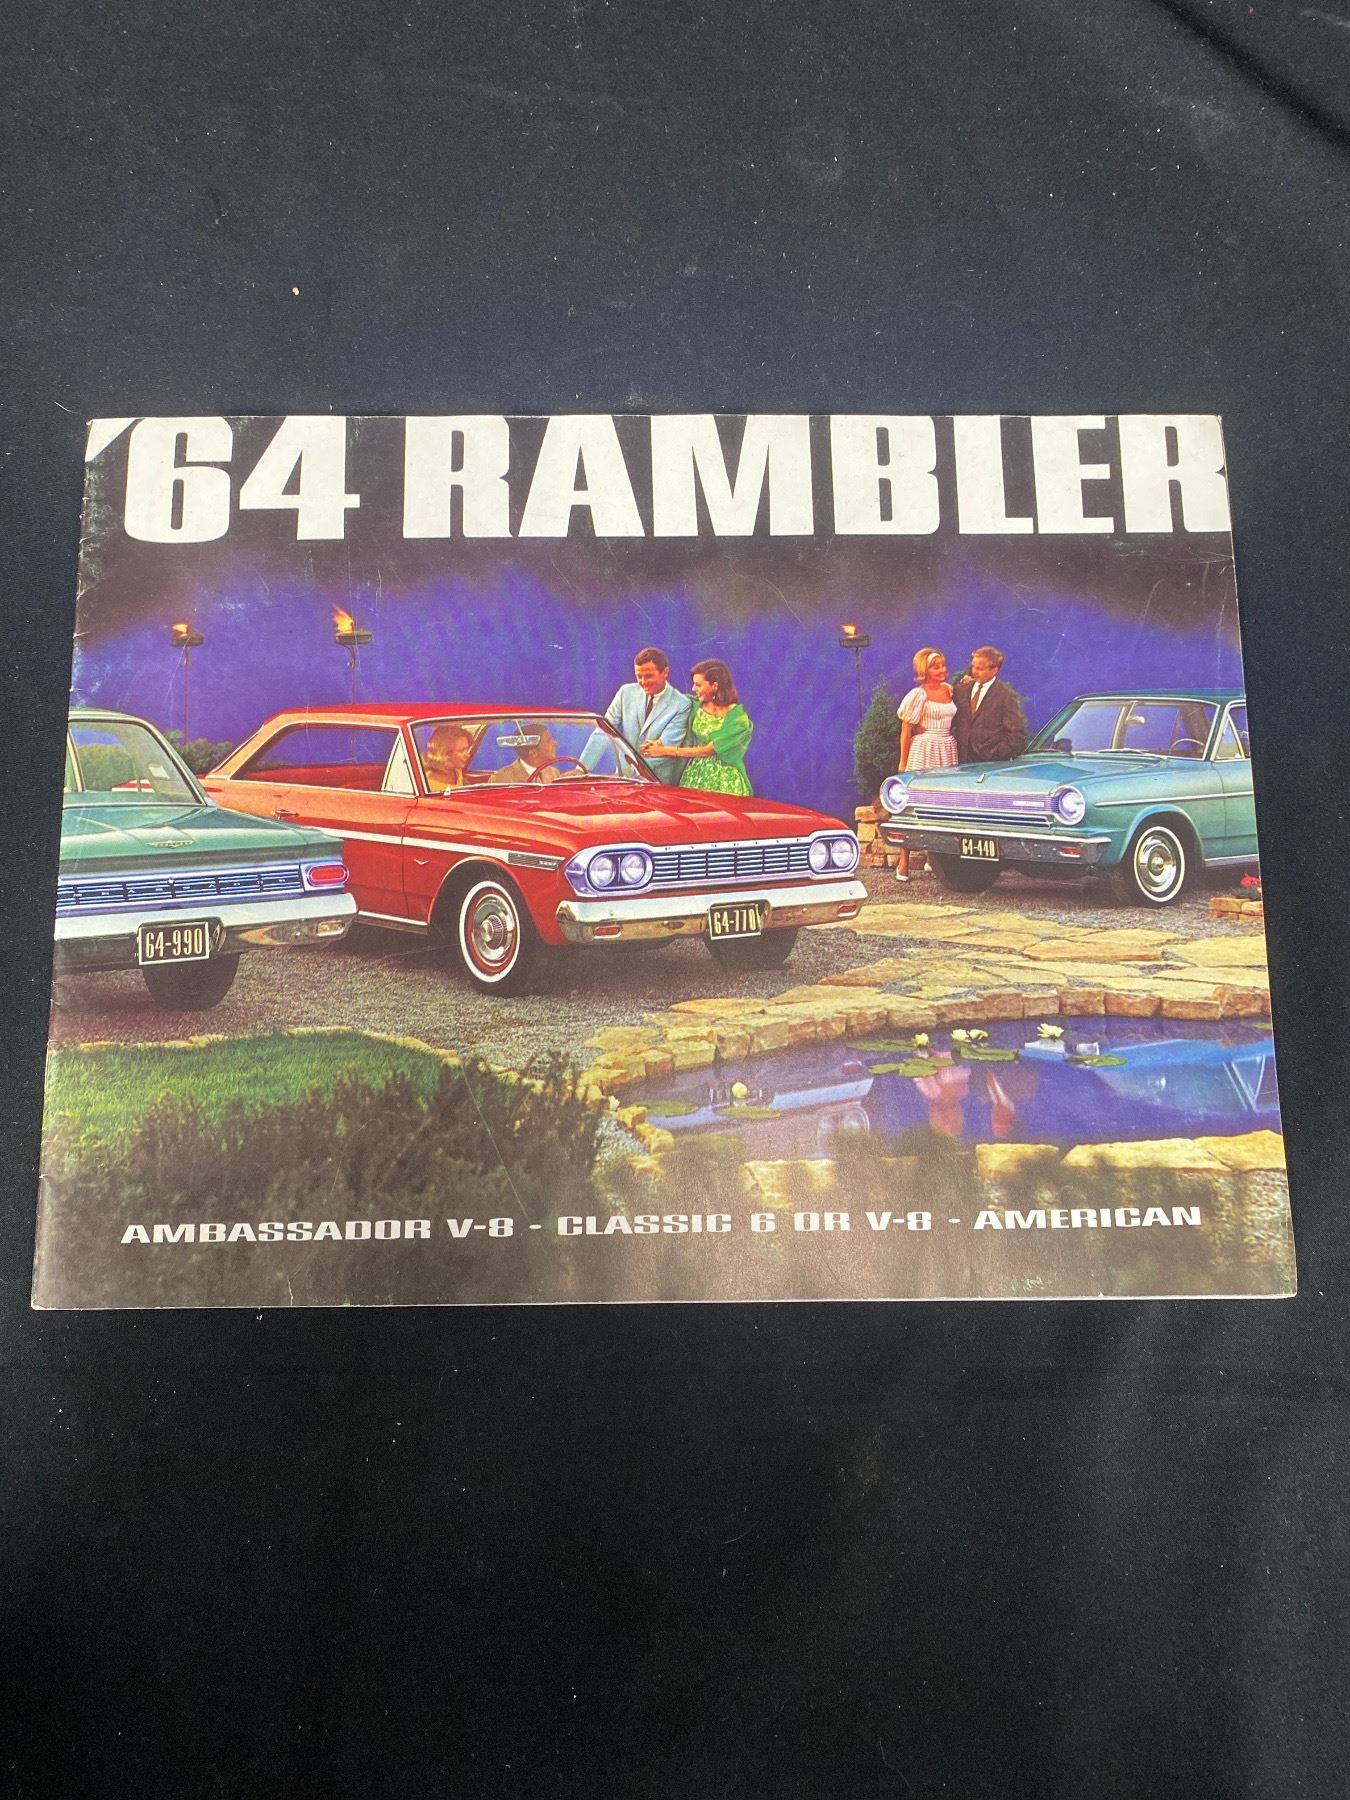 '64 RAMBLER
64-440
64-770
64-990
AMBASSADOR V-8 · CLASSIC 6 OR V-8 · AMERICAN